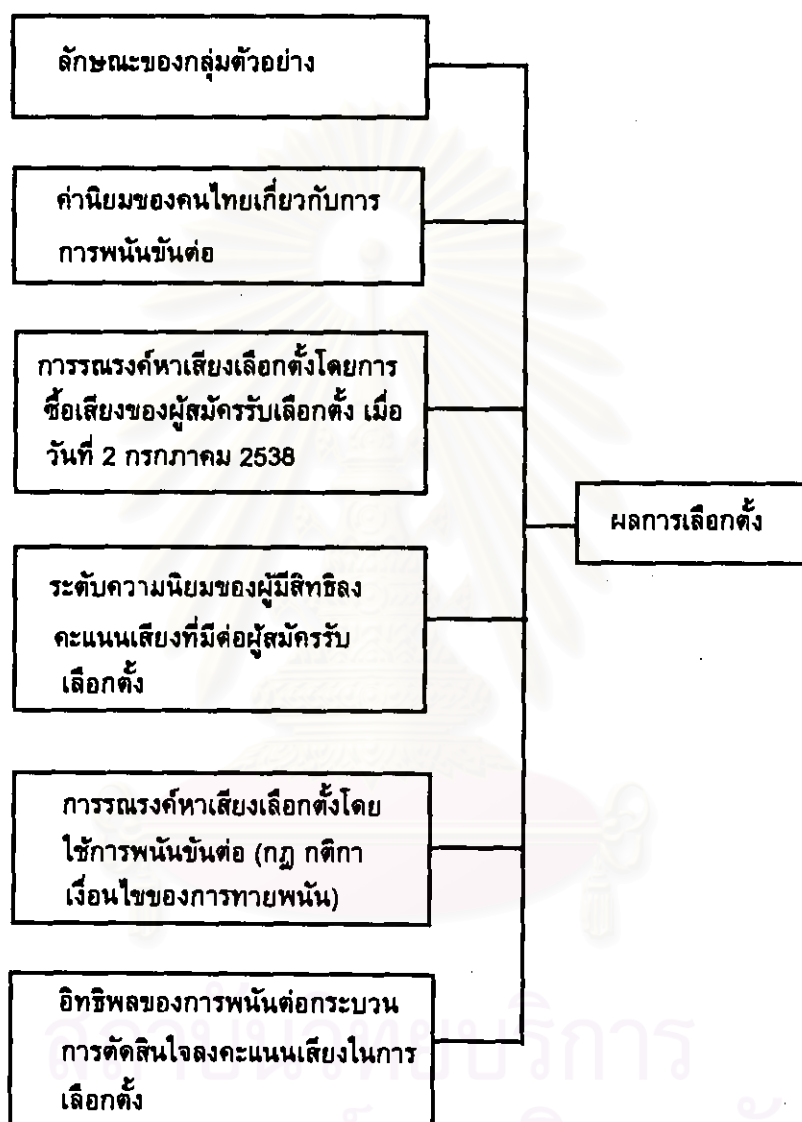 ลักษณะของกลุ่มตัวอย่าง
ค่านิยมของคนไทยเกี่ยวกับการ
การพนันขันต่อ
การรณรงค์หาเสียงเลือกตั้งโดยการ
ซื้อเสียงของผู้สมัครรับเลือกตั้ง เมื่อ
วันที่ 2 กรกภาคม 2538
ผลการเลือกตั้ง
ระดับความนิยมของผู้มีสิทธิลง
คะแนนเสียงที่มีต่อผู้สมัครรับ
เลือกตั้ง
การรณรงค์หาเสียงเลือกตั้งโดย
ใช้การพนันขันต่อ (กฎ กติกา
เงื่อนไขของการทายพนัน)
อิทธิพลของการพนันต่อกระบวน
การตัดสินใจลงคะแนนเสียงในการ
เลือกตั้ง
สถาบันวิทยบริการ